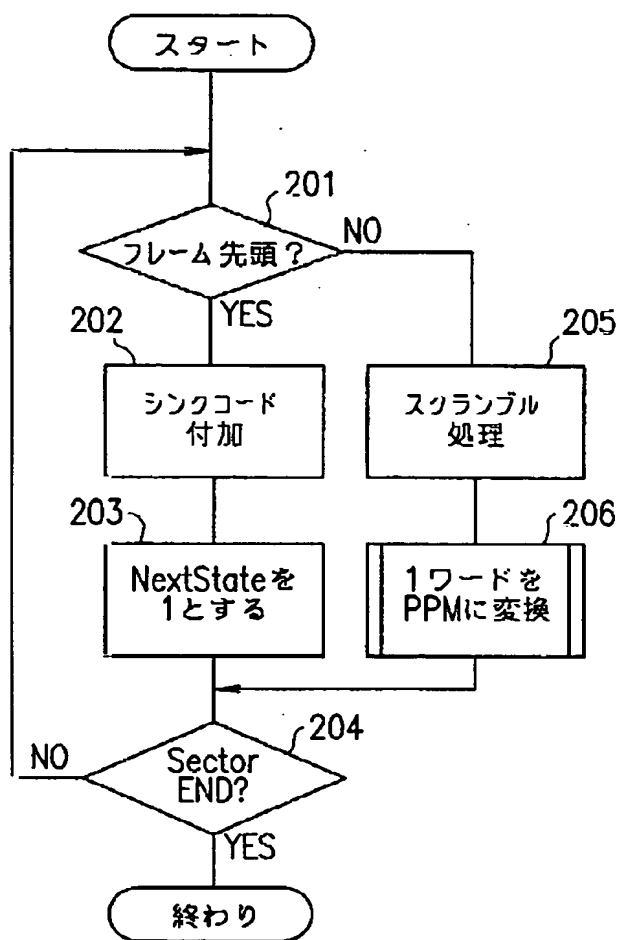 スタート
201
フレーム先頭?
NO
YES
202
シンクコード
付加
205
スクランブル
処理
203
NextStateを
1とする
206
1ワードを
PPMに変換
204
NO
Sector
END?
YES
終わり